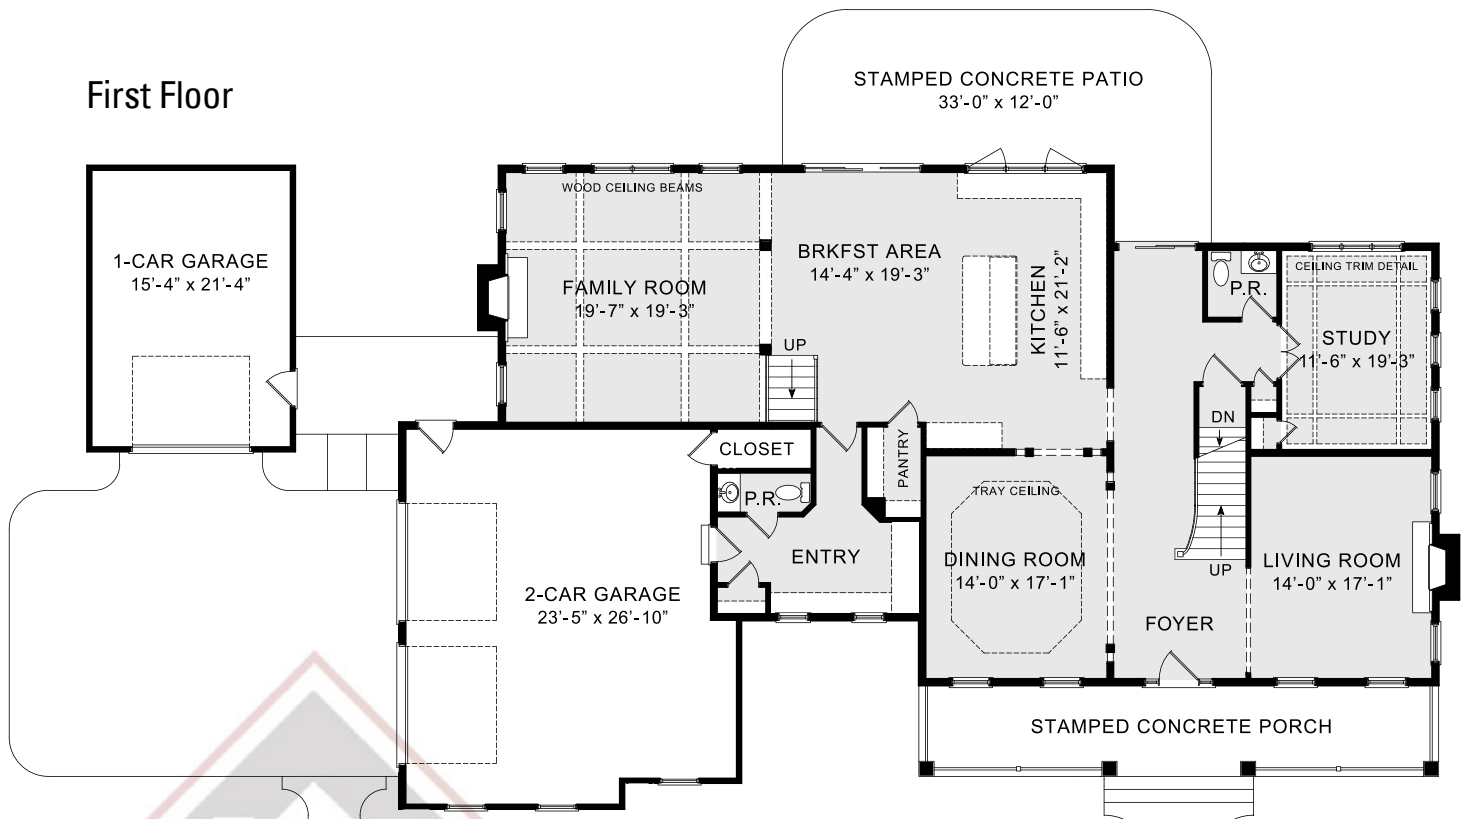 First Floor
STAMPED CONCRETE PATIO
33'-0" x 12'-0"
1-CAR GARAGE
15'-4" x 21'-4"
WOOD CEILING BEAMS
FAMILY ROOM
19'-7" x 19'-3"
BRKFST AREA
14'-4" x 19'-3"
UP
KITCHEN
11'-6" x 21'-2"
P.R.
CEILING TRIM DETAIL
STUDY
11'-6" x 19'-3"
DN
CLOSET
P.R.
PANTRY
ENTRY
2-CAR GARAGE
23'-5" x 26'-10"
TRAY CEILING
DINING ROOM
14'-0" x 17'-1"
UP
FOYER
LIVING ROOM
14'-0" x 17'-1"
STAMPED CONCRETE PORCH